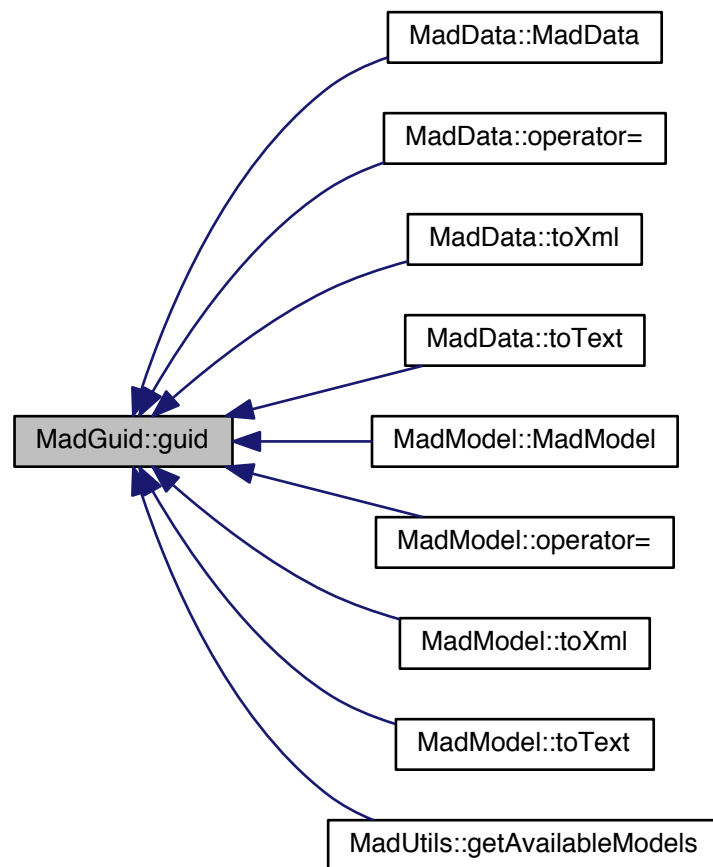 MadData::MadData
MadData::operator=
MadData::toXml
MadData::toText
MadGuid::guid
MadModel::MadModel
MadModel::operator=
MadModel::toXml
MadModel::toText
MadUtils::getAvailableModels